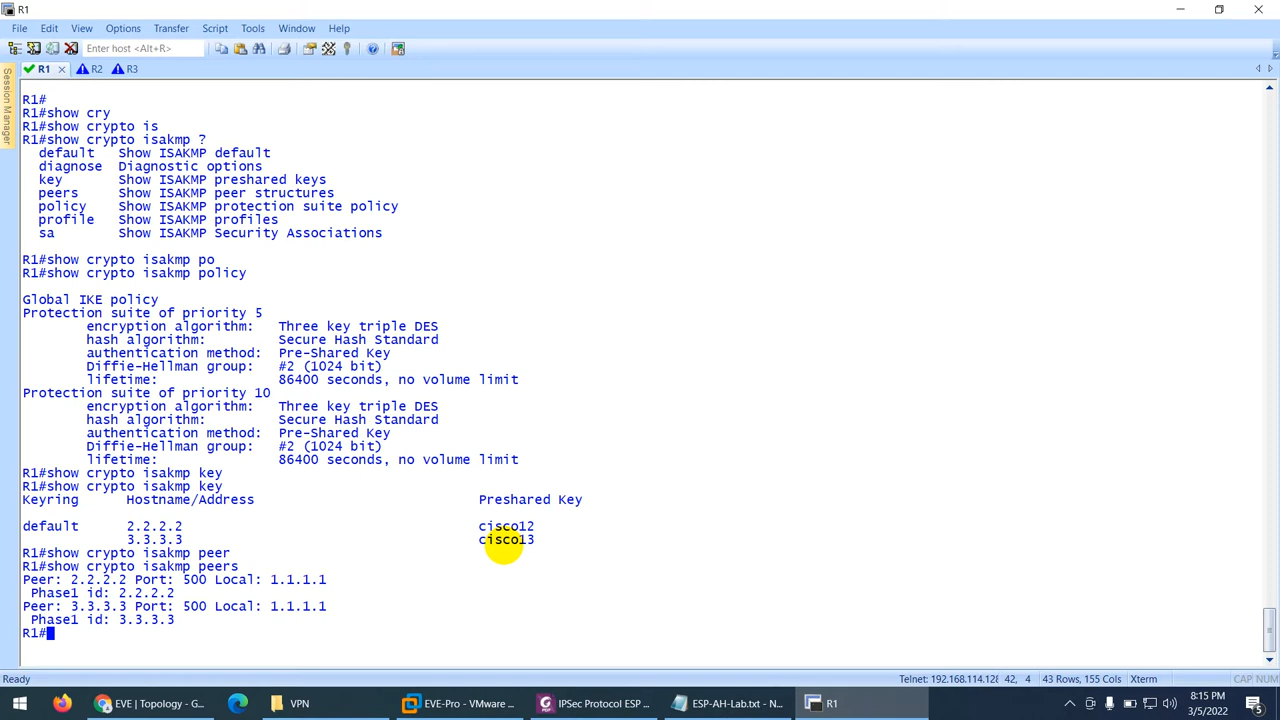 R1
File Edit View Options Transfer Script Tools Window Help
Enter host <Alt+R>
Session Manager
R1 R2 R3
R1#
R1#show cry
R1#show crypto is
R1#show crypto isakmp ?
default Show ISAKMP default
diagnose Diagnostic options
key Show ISAKMP preshared keys
peers Show ISAKMP peer structures
policy Show ISAKMP protection suite policy
profile Show ISAKMP profiles
sa Show ISAKMP Security Associations
R1#show crypto isakmp po
R1#show crypto isakmp policy
Global IKE policy
Protection suite of priority 5
encryption algorithm: Three key triple DES
hash algorithm: Secure Hash Standard
authentication method: Pre-Shared Key
Diffie-Hellman group: #2 (1024 bit)
lifetime: 86400 seconds, no volume limit
Protection suite of priority 10
encryption algorithm: Three key triple DES
hash algorithm: Secure Hash Standard
authentication method: Pre-Shared Key
Diffie-Hellman group: #2 (1024 bit)
lifetime: 86400 seconds, no volume limit
R1#show crypto isakmp key
R1#show crypto isakmp key
Keyring Hostname/Address Preshared Key
default 2.2.2.2 cisco12
3.3.3.3 cisco13
R1#show crypto isakmp peer
R1#show crypto isakmp peers
Peer: 2.2.2.2 Port: 500 Local: 1.1.1.1
Phase1 id: 2.2.2.2
Peer: 3.3.3.3 Port: 500 Local: 1.1.1.1
Phase1 id: 3.3.3.3
R1#
Ready Telnet: 192.168.114.128 42, 4 43 Rows, 155 Cols Xterm CAP NUM
EVE | Topology - G... VPN EVE-Pro - VMware ... IPSec Protocol ESP ... ESP-AH-Lab.txt - N... R1 8:15 PM
3/5/2022